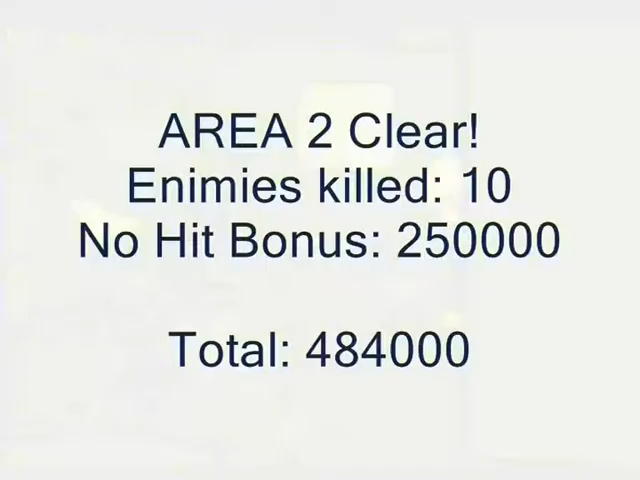 AREA 2 Clear!
Enimies killed: 10
No Hit Bonus: 250000
Total: 484000